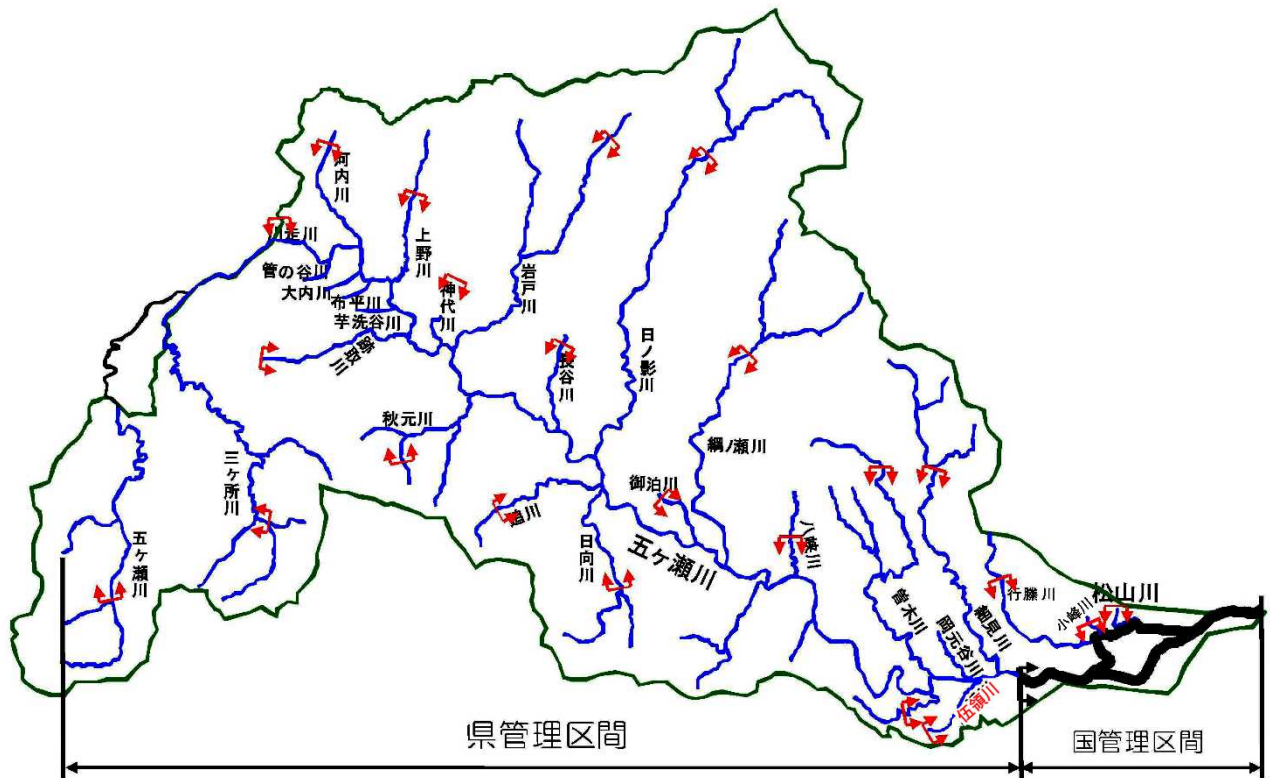 河内川
川走川
上野川
管の谷川
大内川
布平川
芋洗谷川
神代川
岩戸川
跡取川
長谷川
日ノ影川
秋元川
綱ノ瀬川
三ヶ所川
御泊川
五ヶ瀬川
日向川
五ヶ瀬川
八峡川
曽木川
岡元谷川
細見川
行縢川
小峰川
松山川
伍領川
県管理区間
国管理区間